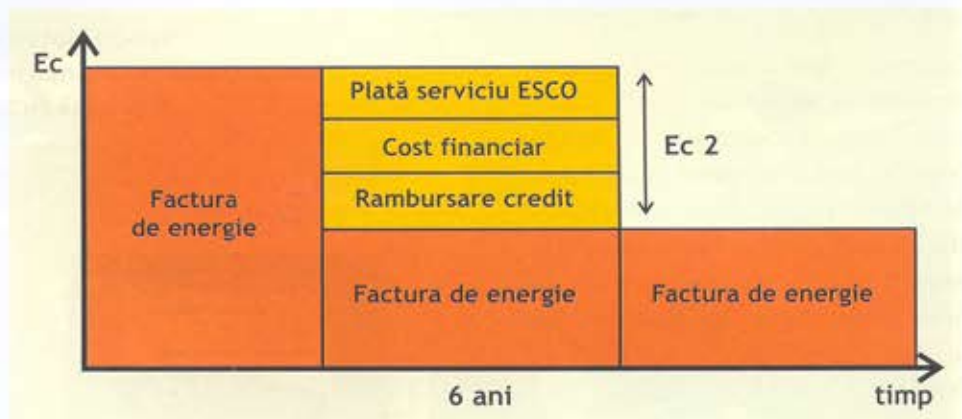 Ec
Plată serviciu ESCO
Cost financiar
Ec 2
Rambursare credit
Factura
de energie
Factura de energie
Factura de energie
6 ani
timp